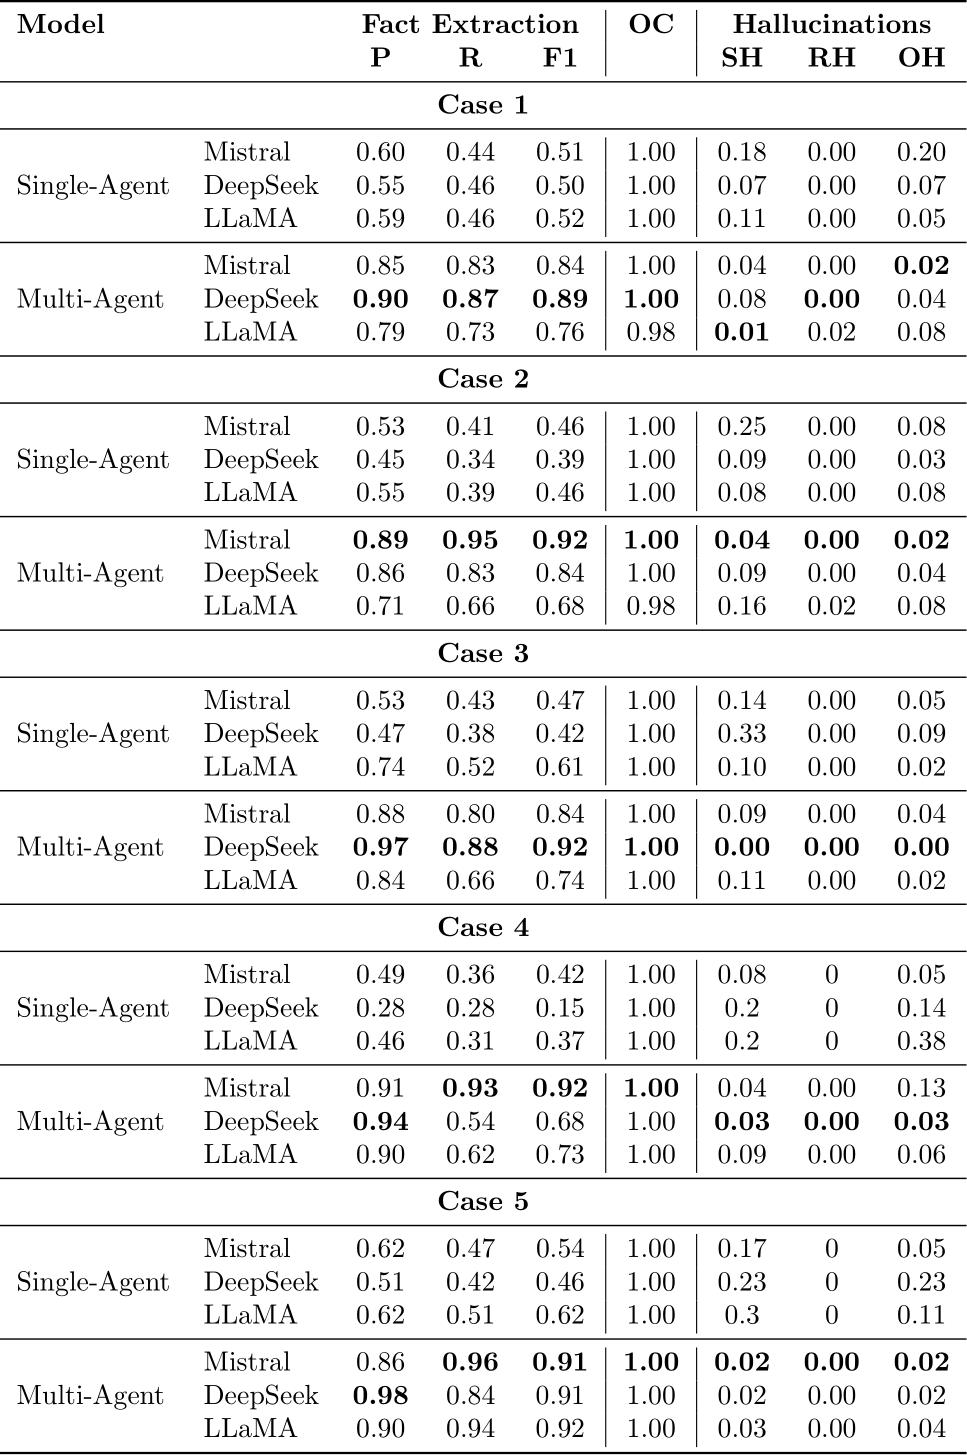 Model Fact Extraction OC Hallucinations
P R F1 SH RH OH
Case 1
Mistral 0.60 0.44 0.51 1.00 0.18 0.00 0.20
Single-Agent DeepSeek 0.55 0.46 0.50 1.00 0.07 0.00 0.07
LLaMA 0.59 0.46 0.52 1.00 0.11 0.00 0.05
Mistral 0.85 0.83 0.84 1.00 0.04 0.00 0.02
Multi-Agent DeepSeek 0.90 0.87 0.89 1.00 0.08 0.00 0.04
LLaMA 0.79 0.73 0.76 0.98 0.01 0.02 0.08
Case 2
Mistral 0.53 0.41 0.46 1.00 0.25 0.00 0.08
Single-Agent DeepSeek 0.45 0.34 0.39 1.00 0.09 0.00 0.03
LLaMA 0.55 0.39 0.46 1.00 0.08 0.00 0.08
Mistral 0.89 0.95 0.92 1.00 0.04 0.00 0.02
Multi-Agent DeepSeek 0.86 0.83 0.84 1.00 0.09 0.00 0.04
LLaMA 0.71 0.66 0.68 0.98 0.16 0.02 0.08
Case 3
Mistral 0.53 0.43 0.47 1.00 0.14 0.00 0.05
Single-Agent DeepSeek 0.47 0.38 0.42 1.00 0.33 0.00 0.09
LLaMA 0.74 0.52 0.61 1.00 0.10 0.00 0.02
Mistral 0.88 0.80 0.84 1.00 0.09 0.00 0.04
Multi-Agent DeepSeek 0.97 0.88 0.92 1.00 0.00 0.00 0.00
LLaMA 0.84 0.66 0.74 1.00 0.11 0.00 0.02
Case 4
Mistral 0.49 0.36 0.42 1.00 0.08 0 0.05
Single-Agent DeepSeek 0.28 0.28 0.15 1.00 0.2 0 0.14
LLaMA 0.46 0.31 0.37 1.00 0.2 0 0.38
Mistral 0.91 0.93 0.92 1.00 0.04 0.00 0.13
Multi-Agent DeepSeek 0.94 0.54 0.68 1.00 0.03 0.00 0.03
LLaMA 0.90 0.62 0.73 1.00 0.09 0.00 0.06
Case 5
Mistral 0.62 0.47 0.54 1.00 0.17 0 0.05
Single-Agent DeepSeek 0.51 0.42 0.46 1.00 0.23 0 0.23
LLaMA 0.62 0.51 0.62 1.00 0.3 0 0.11
Mistral 0.86 0.96 0.91 1.00 0.02 0.00 0.02
Multi-Agent DeepSeek 0.98 0.84 0.91 1.00 0.02 0.00 0.02
LLaMA 0.90 0.94 0.92 1.00 0.03 0.00 0.04